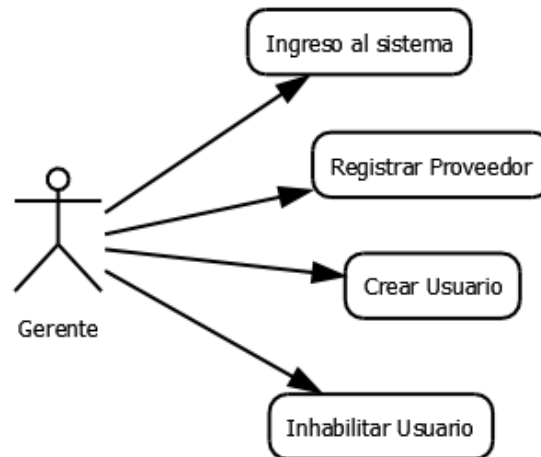 Ingreso al sistema
Registrar Proveedor
Crear Usuario
Gerente
Inhabilitar Usuario